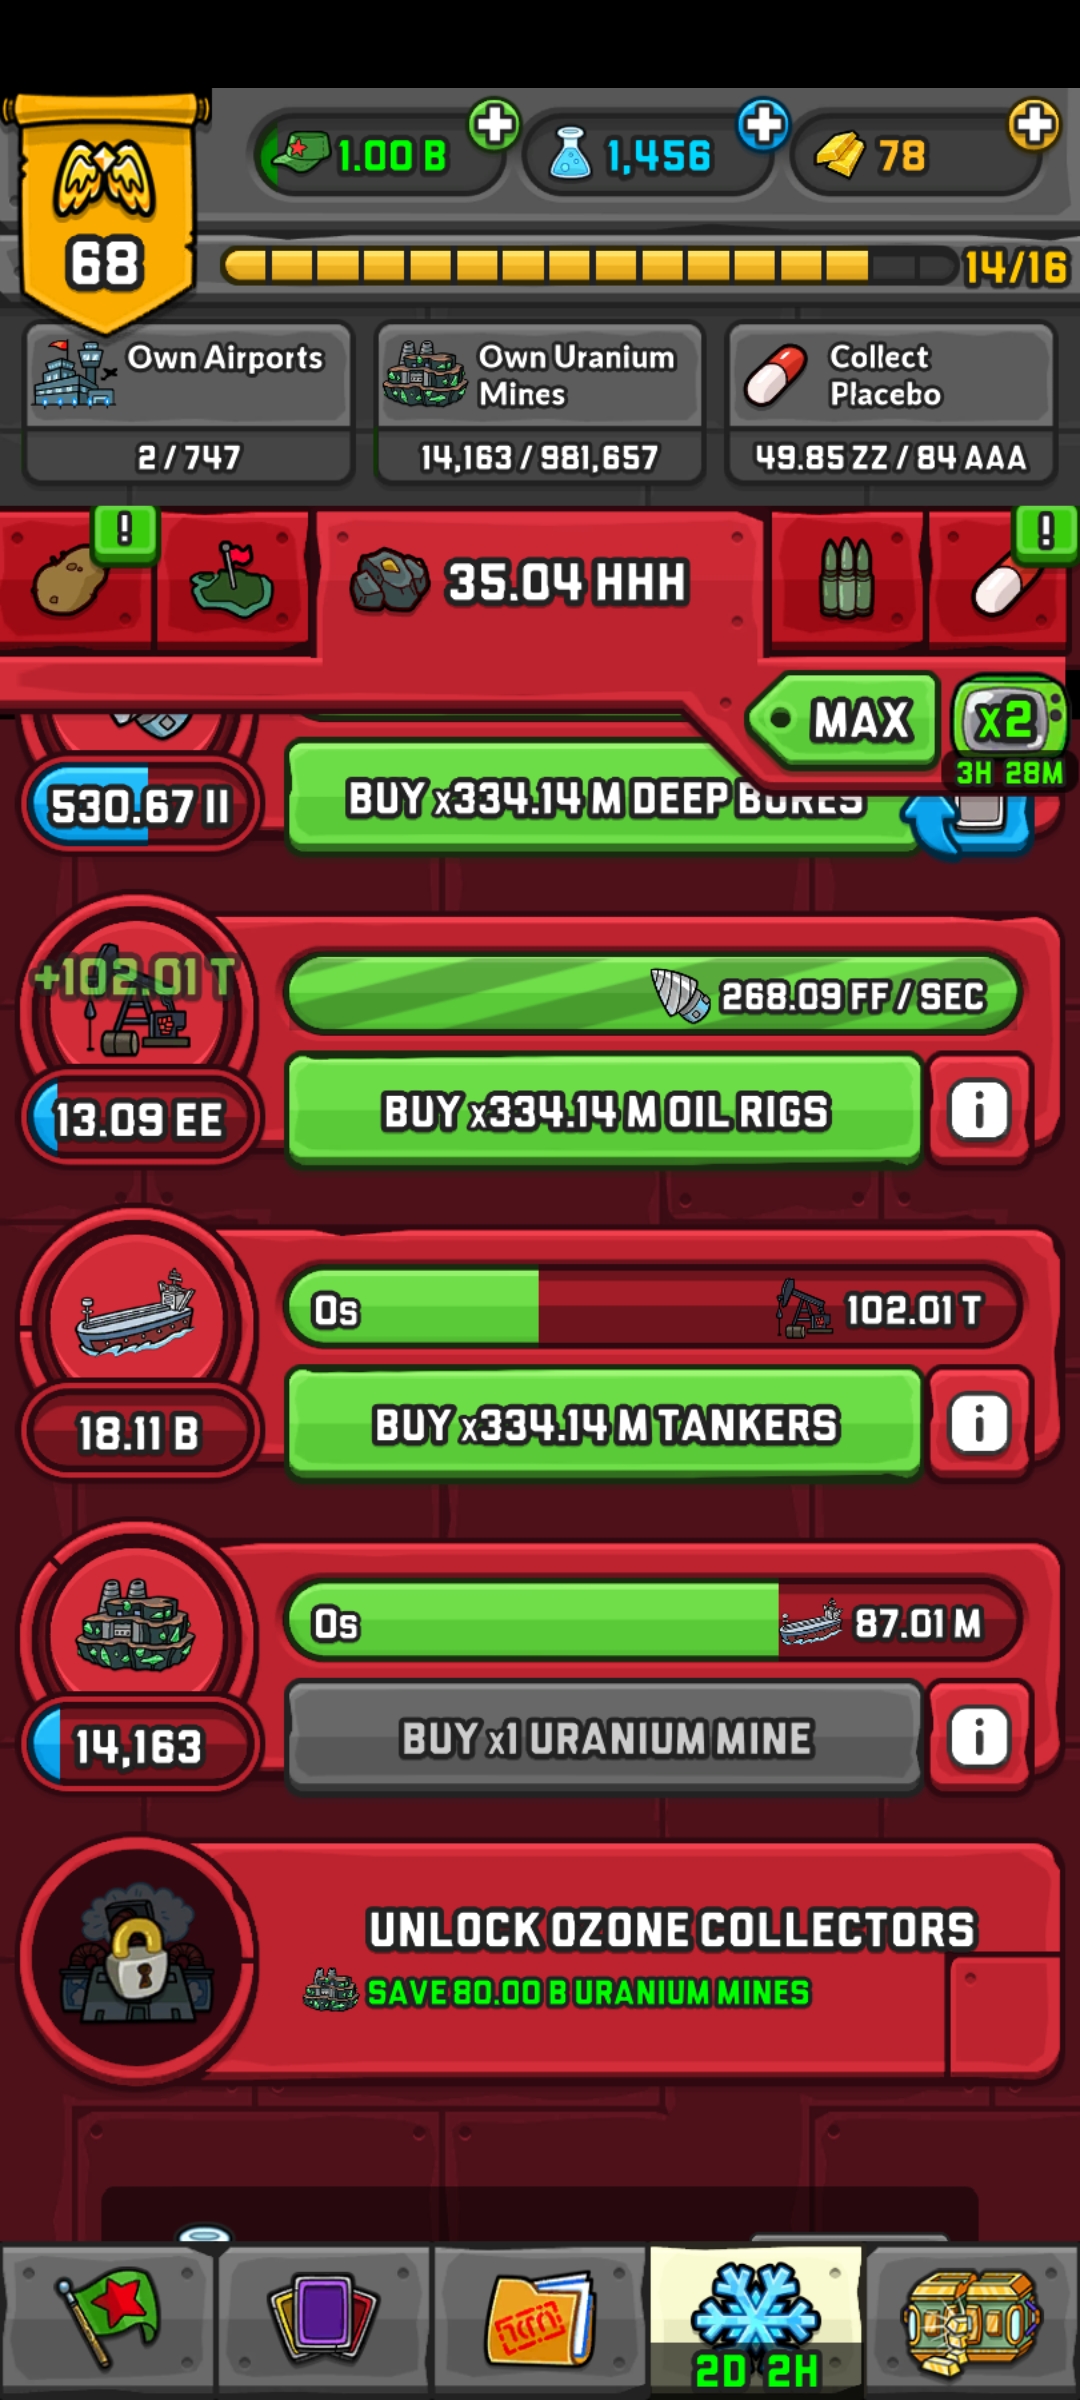 1.00 B
1,456
78
68
14/16
Own Airports
2 / 747
Own Uranium
Mines
14,163 / 981,657
Collect
Placebo
49.85 ZZ / 84 AAA
!
35.04 HHH
!
MAX
x2
3H 28M
530.67 II
BUY x334.14 M DEEP BORES
+102.01 T
268.09 FF / SEC
13.09 EE
BUY x334.14 M OIL RIGS
i
0s
102.01 T
18.11 B
BUY x334.14 M TANKERS
i
0s
87.01 M
14,163
BUY x1 URANIUM MINE
i
UNLOCK OZONE COLLECTORS
SAVE 80.00 B URANIUM MINES
2D 2H